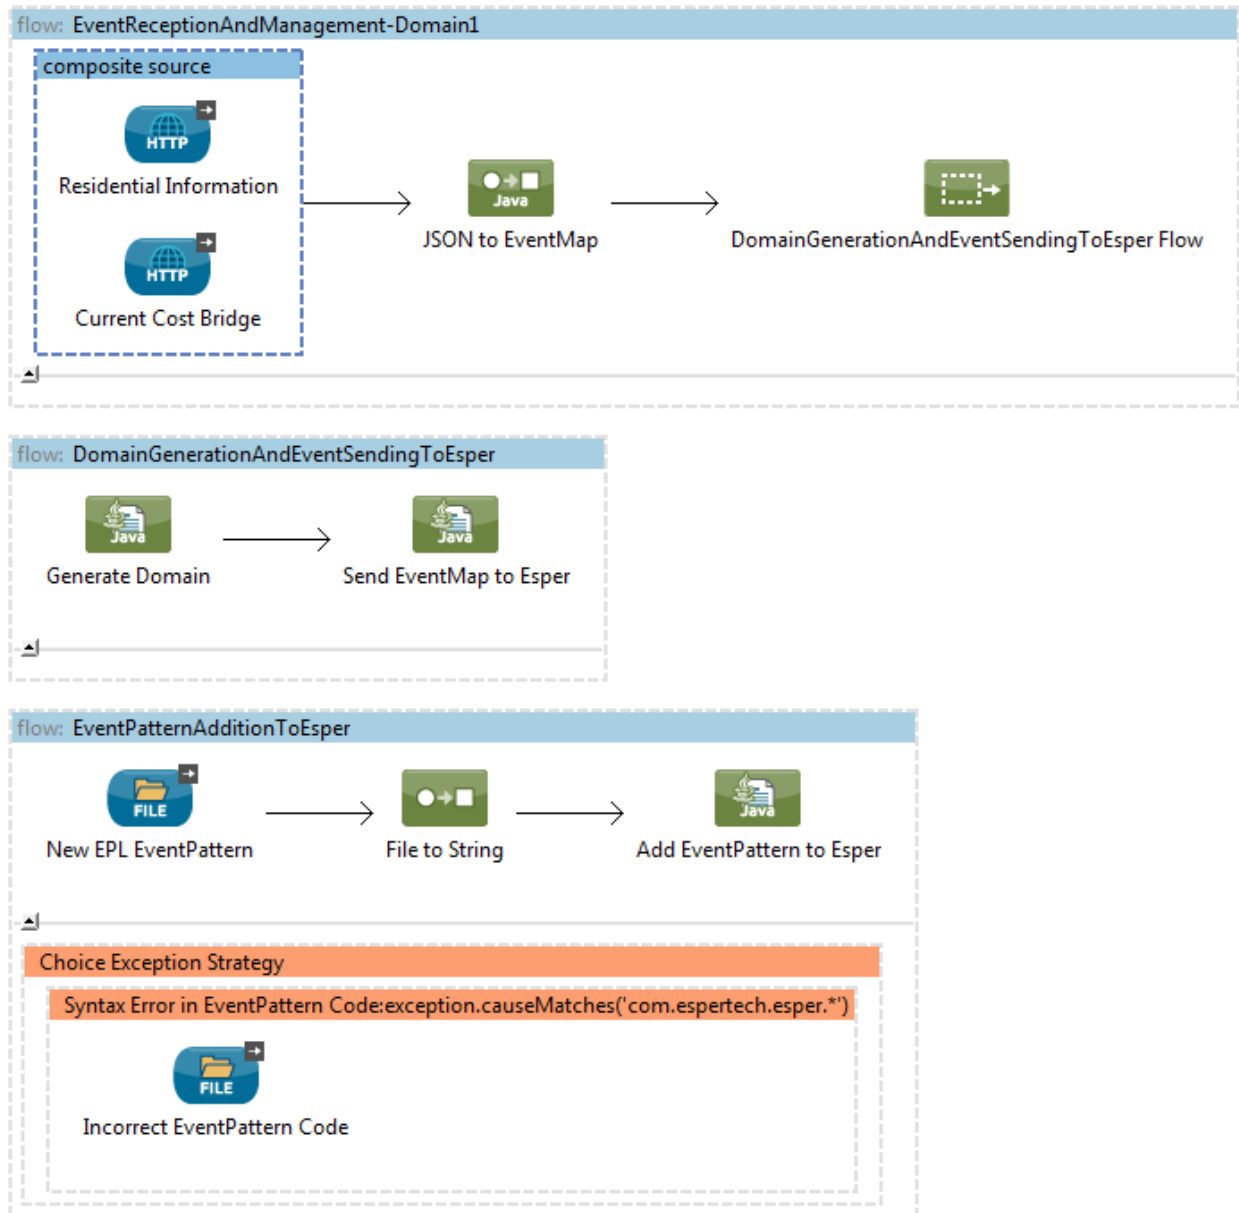 flow: EventReceptionAndManagement-Domain1
composite source
HTTP
Residential Information
HTTP
Current Cost Bridge
Java
JSON to EventMap
DomainGenerationAndEventSendingToEsper Flow
flow: DomainGenerationAndEventSendingToEsper
Java
Generate Domain
Java
Send EventMap to Esper
flow: EventPatternAdditionToEsper
FILE
New EPL EventPattern
File to String
Java
Add EventPattern to Esper
Choice Exception Strategy
Syntax Error in EventPattern Code:exception.causeMatches('com.espertech.esper.*')
FILE
Incorrect EventPattern Code